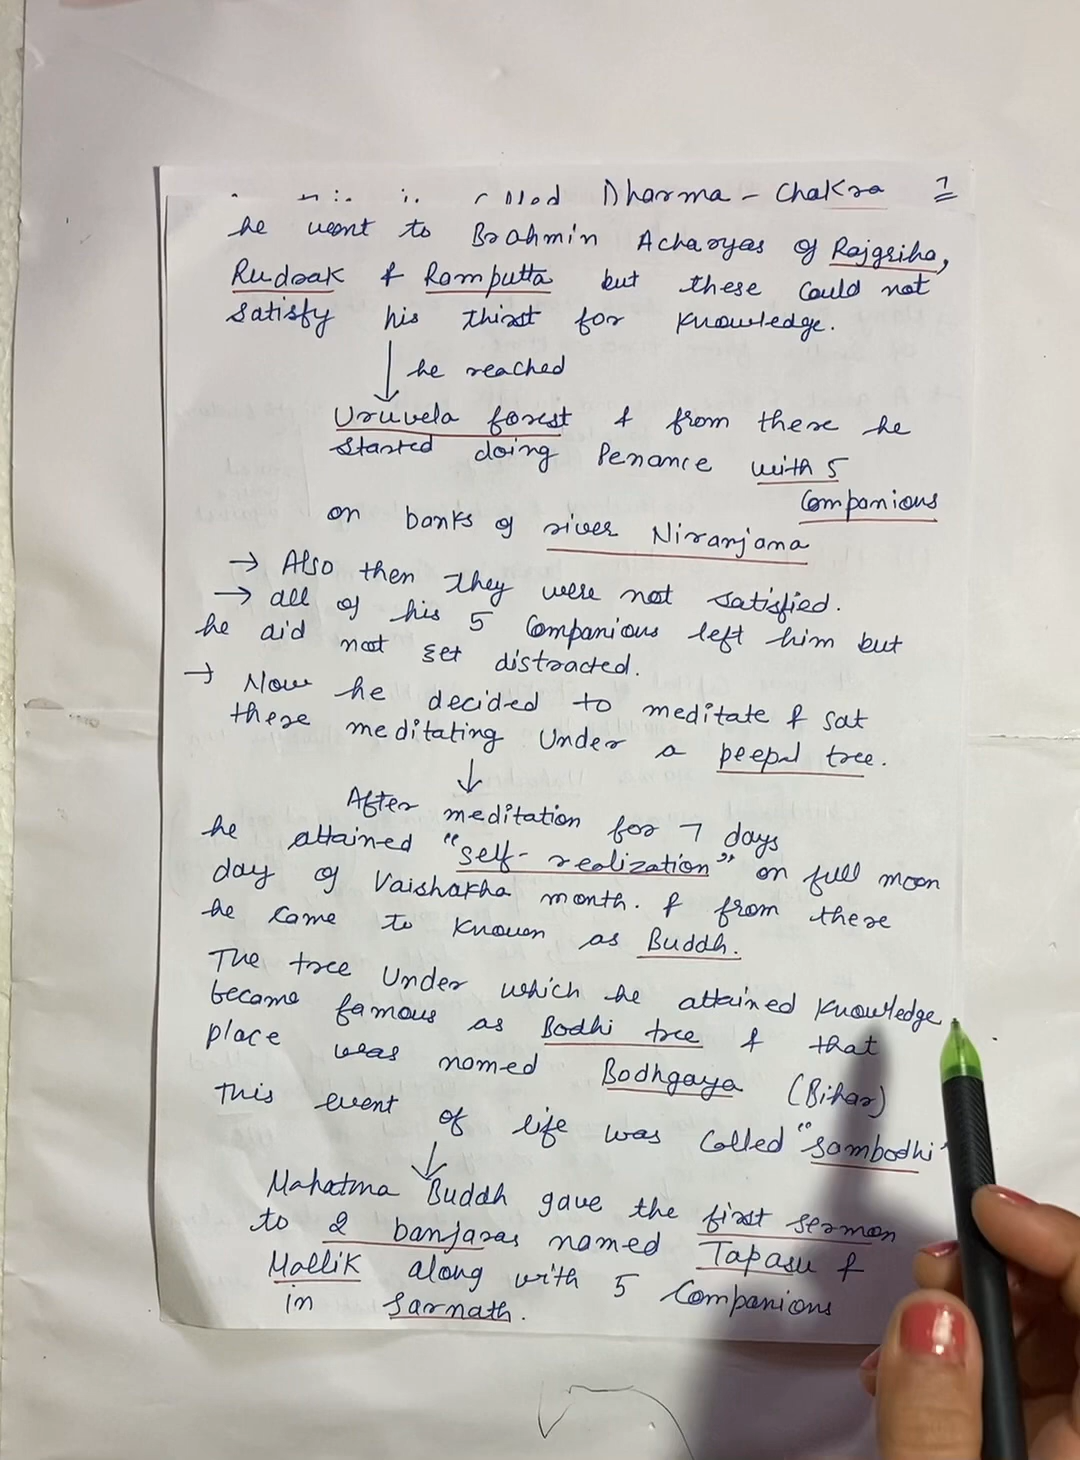 Dharma - Chakra
he went to Brahmin Acharyas of Rajgriha,
Rudrak & Ramputta but these could not
satisfy his thirst for knowledge.
↓ he reached
Uruvela forest & from there he
started doing Penance with 5
Companions
on banks of river Niranjana
→ Also then they were not satisfied.
→ all of his 5 Companions left him but
he did not get distracted.
→ Now he decided to meditate & sat
there meditating Under a peepal tree.
↓
After meditation for 7 days
he attained "self-realization" on full moon
day of Vaishakha month. & from there
he came to known as Buddh.
The tree Under which he attained knowledge
became famous as Bodhi tree & that
place was named Bodhgaya (Bihar)
This event of life was Called "sambodhi"
↓
Mahatma Buddh gave the first sermon
to 2 banjaras named Tapasu &
Mallik along with 5 Companions
in Sarnath.